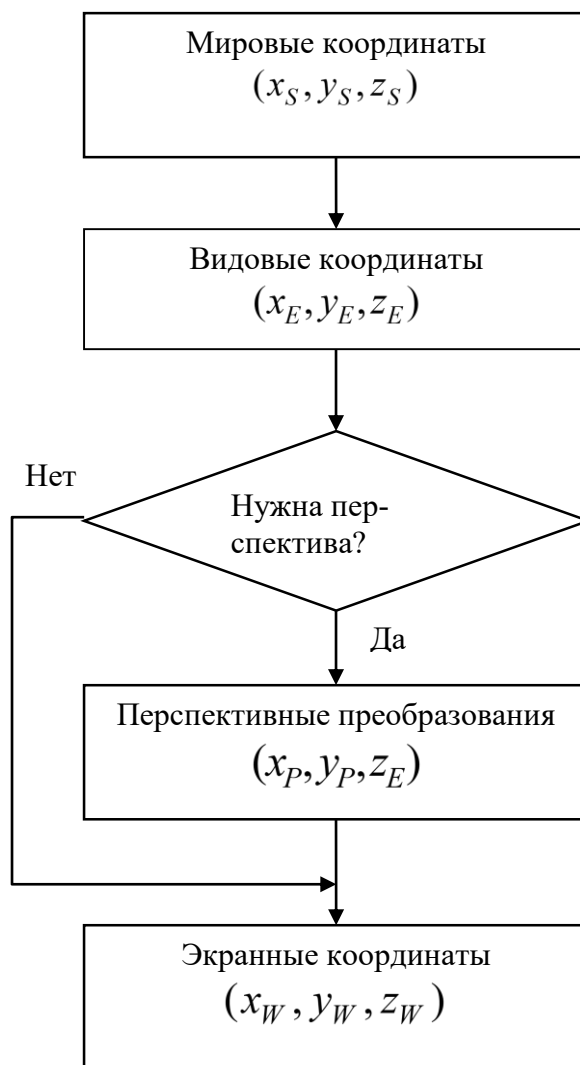 Мировые координаты
(x_S, y_S, z_S)
Видовые координаты
(x_E, y_E, z_E)
Нет
Нужна пер-
спектива?
Да
Перспективные преобразования
(x_P, y_P, z_E)
Экранные координаты
(x_W, y_W, z_W)